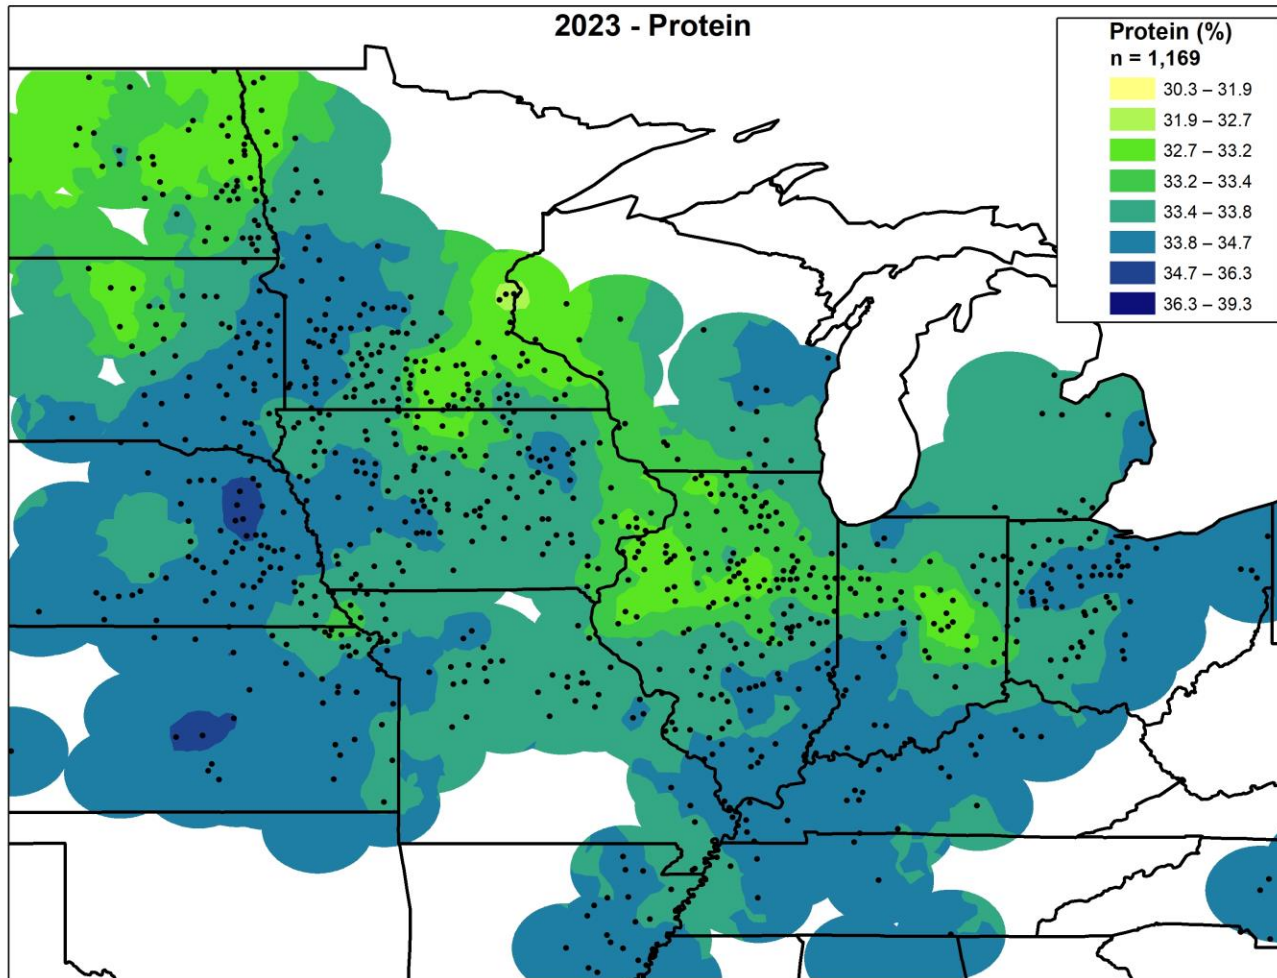 2023 - Protein
Protein (%)
n = 1,169
30.3 – 31.9
31.9 – 32.7
32.7 – 33.2
33.2 – 33.4
33.4 – 33.8
33.8 – 34.7
34.7 – 36.3
36.3 – 39.3